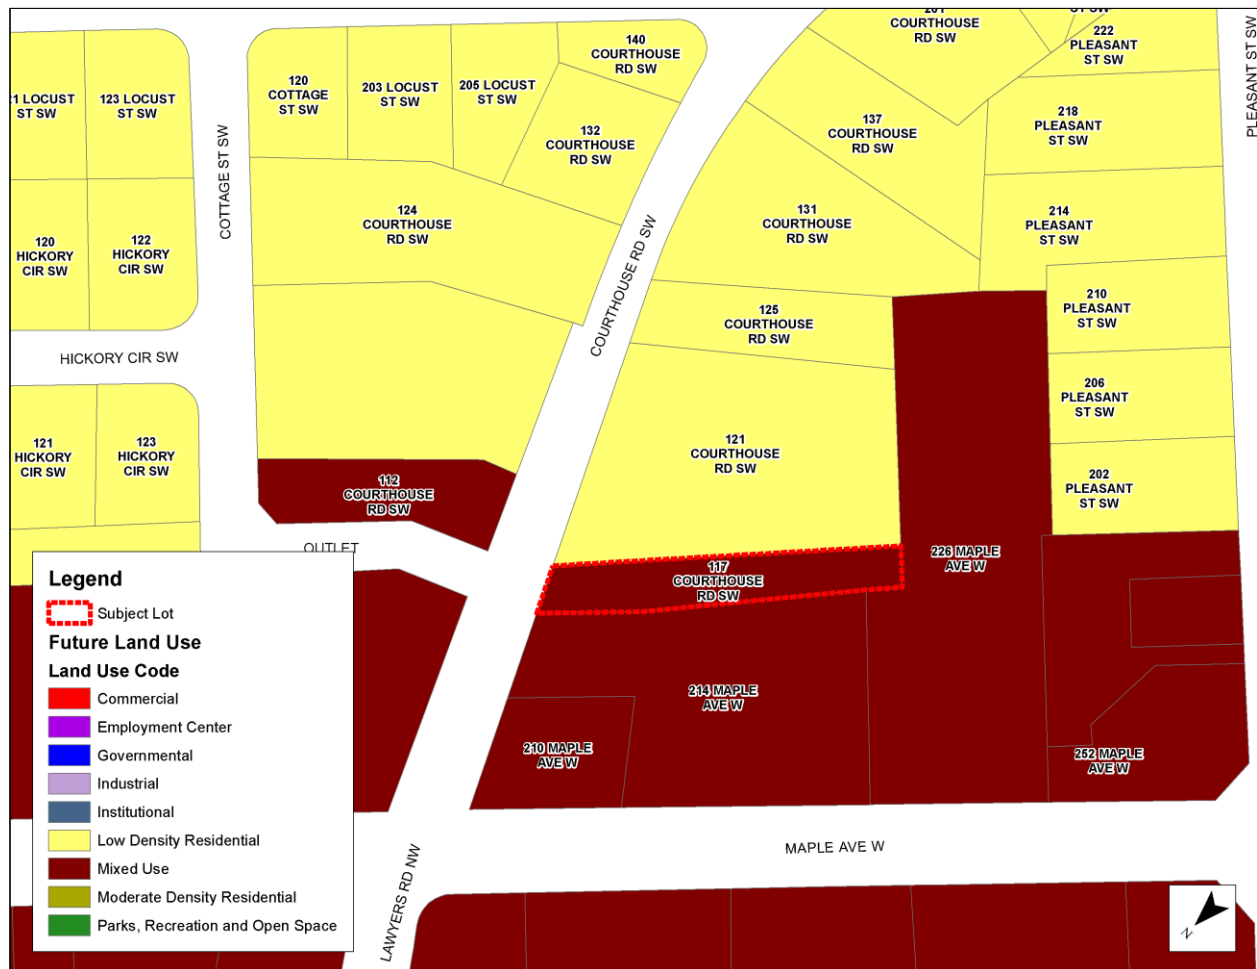 201
COURTHOUSE
RD SW
ST SW
222
PLEASANT
ST SW
PLEASANT ST SW
140
COURTHOUSE
RD SW
120
COTTAGE
ST SW
203 LOCUST
ST SW
205 LOCUST
ST SW
21 LOCUST
ST SW
123 LOCUST
ST SW
132
COURTHOUSE
RD SW
137
COURTHOUSE
RD SW
218
PLEASANT
ST SW
COTTAGE ST SW
124
COURTHOUSE
RD SW
131
COURTHOUSE
RD SW
214
PLEASANT
ST SW
120
HICKORY
CIR SW
122
HICKORY
CIR SW
COURTHOUSE RD SW
125
COURTHOUSE
RD SW
210
PLEASANT
ST SW
HICKORY CIR SW
206
PLEASANT
ST SW
121
HICKORY
CIR SW
123
HICKORY
CIR SW
121
COURTHOUSE
RD SW
202
PLEASANT
ST SW
112
COURTHOUSE
RD SW
OUTLET
117
COURTHOUSE
RD SW
226 MAPLE
AVE W
214 MAPLE
AVE W
210 MAPLE
AVE W
252 MAPLE
AVE W
MAPLE AVE W
LAWYERS RD NW
Legend
Subject Lot
Future Land Use
Land Use Code
Commercial
Employment Center
Governmental
Industrial
Institutional
Low Density Residential
Mixed Use
Moderate Density Residential
Parks, Recreation and Open Space
N